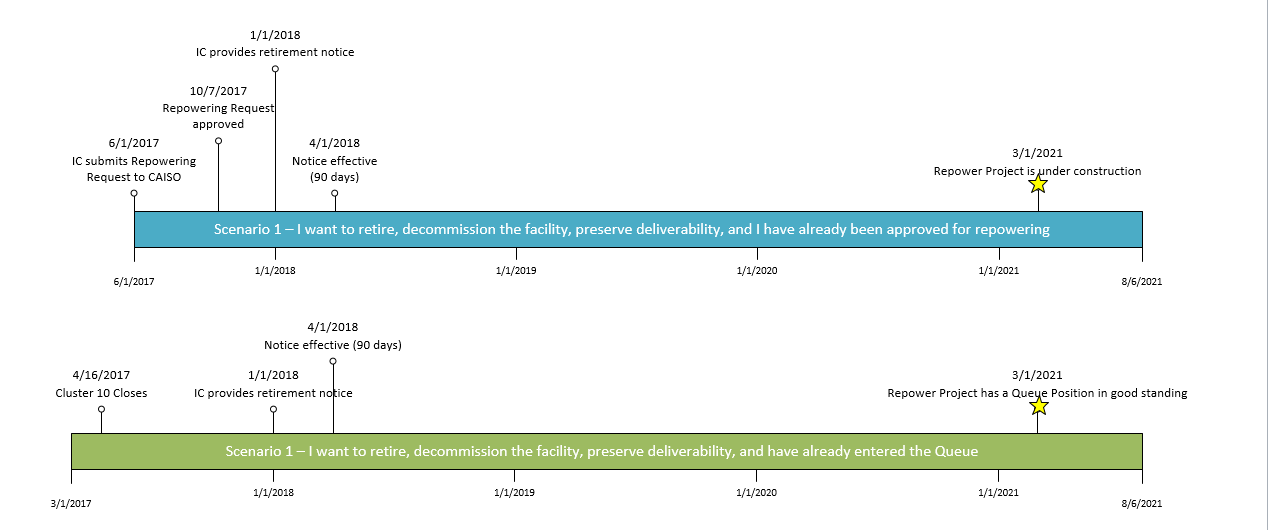 1/1/2018
IC provides retirement notice
10/7/2017
Repowering Request
approved
6/1/2017
IC submits Repowering
Request to CAISO
4/1/2018
Notice effective
(90 days)
3/1/2021
Repower Project is under construction
Scenario 1 – I want to retire, decommission the facility, preserve deliverability, and I have already been approved for repowering
6/1/2017
1/1/2018
1/1/2019
1/1/2020
1/1/2021
8/6/2021
4/1/2018
Notice effective (90 days)
4/16/2017
Cluster 10 Closes
1/1/2018
IC provides retirement notice
3/1/2021
Repower Project has a Queue Position in good standing
Scenario 1 – I want to retire, decommission the facility, preserve deliverability, and have already entered the Queue
3/1/2017
1/1/2018
1/1/2019
1/1/2020
1/1/2021
8/6/2021